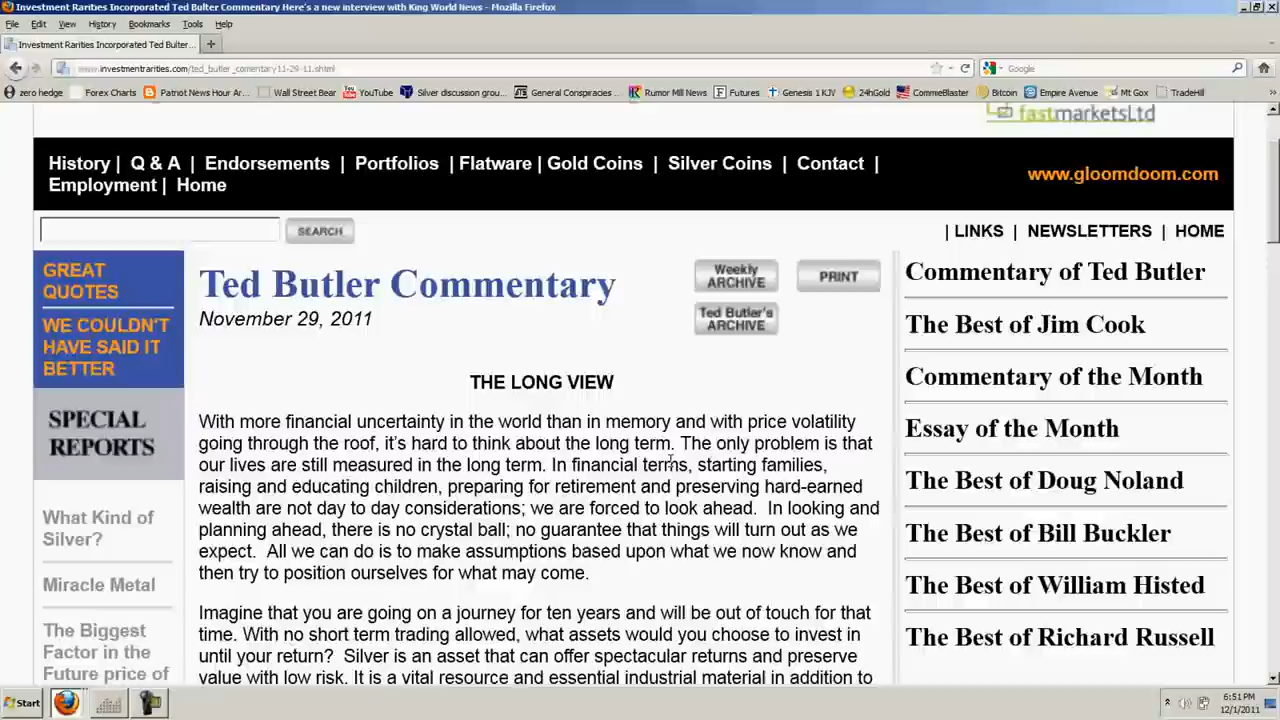 Investment Rarities Incorporated Ted Bulter Commentary Here's a new interview with King World News - Mozilla Firefox
File Edit View History Bookmarks Tools Help
Investment Rarities Incorporated Ted Bulter...
www.investmentrarities.com/ted_butler_comentary11-29-11.shtml
Google
zero hedge Forex Charts Patriot News Hour Ar... Wall Street Bear YouTube Silver discussion grou... General Conspiracies... Rumor Mill News Futures Genesis 1 KJV 24hGold CommieBlaster Bitcoin Empire Avenue Mt Gox TradeHill
fastmarketsLtd
History | Q & A | Endorsements | Portfolios | Flatware | Gold Coins | Silver Coins | Contact |
Employment | Home
www.gloomdoom.com
SEARCH
| LINKS | NEWSLETTERS | HOME
GREAT
QUOTES
WE COULDN'T
HAVE SAID IT
BETTER
SPECIAL
REPORTS
What Kind of
Silver?
Miracle Metal
The Biggest
Factor in the
Future price of
Ted Butler Commentary
November 29, 2011
Weekly
ARCHIVE
PRINT
Ted Butler's
ARCHIVE
THE LONG VIEW
With more financial uncertainty in the world than in memory and with price volatility
going through the roof, it's hard to think about the long term. The only problem is that
our lives are still measured in the long term. In financial terms, starting families,
raising and educating children, preparing for retirement and preserving hard-earned
wealth are not day to day considerations; we are forced to look ahead. In looking and
planning ahead, there is no crystal ball; no guarantee that things will turn out as we
expect. All we can do is to make assumptions based upon what we now know and
then try to position ourselves for what may come.
Imagine that you are going on a journey for ten years and will be out of touch for that
time. With no short term trading allowed, what assets would you choose to invest in
until your return? Silver is an asset that can offer spectacular returns and preserve
value with low risk. It is a vital resource and essential industrial material in addition to
Commentary of Ted Butler
The Best of Jim Cook
Commentary of the Month
Essay of the Month
The Best of Doug Noland
The Best of Bill Buckler
The Best of William Histed
The Best of Richard Russell
Start
6:51 PM
12/1/2011